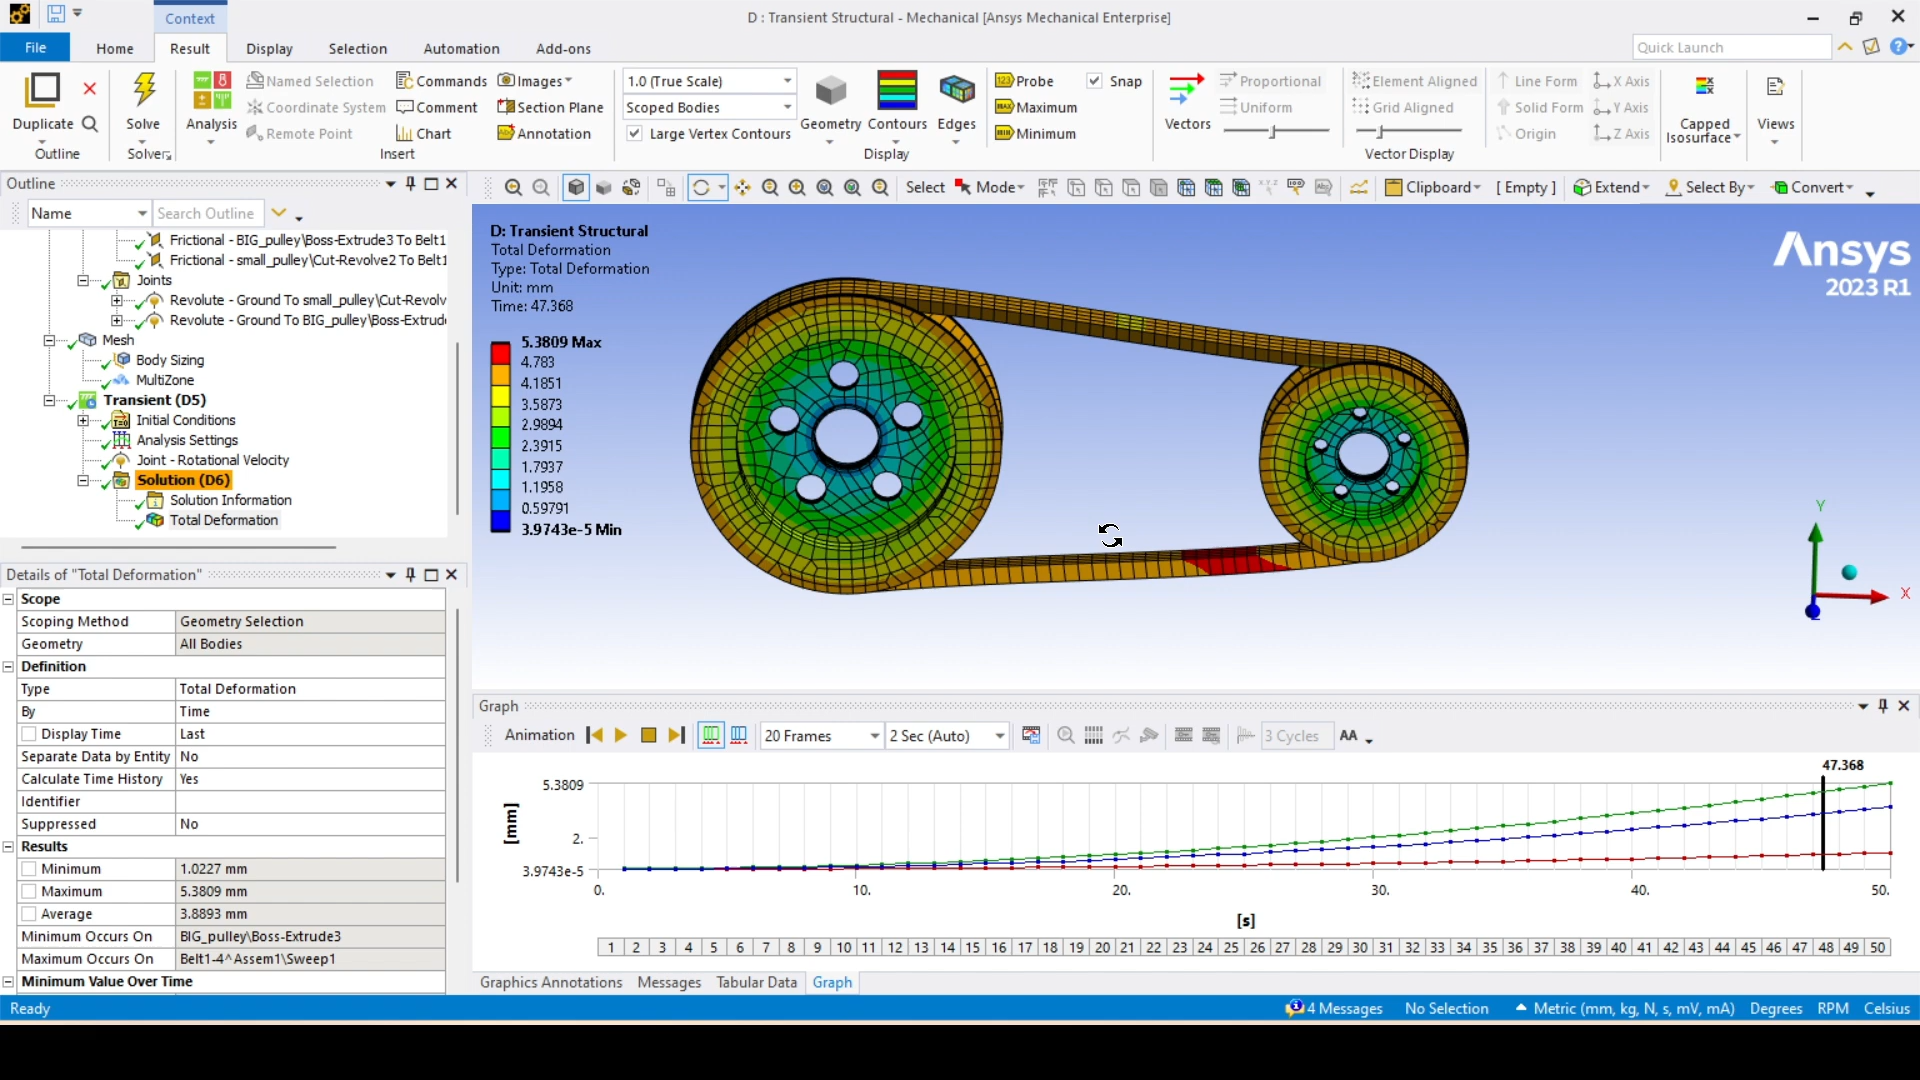 D : Transient Structural - Mechanical [Ansys Mechanical Enterprise]
Context
File Home Result Display Selection Automation Add-ons
Quick Launch
Duplicate
Outline
Solve
Solver
Analysis
Named Selection
Coordinate System
Remote Point
Commands
Comment
Chart
Images
Section Plane
Annotation
Insert
1.0 (True Scale)
Scoped Bodies
Large Vertex Contours
Geometry
Contours
Edges
Display
Probe
Maximum
Minimum
Snap
Vectors
Proportional
Uniform
Element Aligned
Grid Aligned
Line Form
Solid Form
Origin
X Axis
Y Axis
Z Axis
Vector Display
Capped
Isosurface
Views
Outline
Name
Search Outline
Select
Mode
Clipboard
[ Empty ]
Extend
Select By
Convert
Frictional - BIG_pulley\Boss-Extrude3 To Belt1
Frictional - small_pulley\Cut-Revolve2 To Belt1
Joints
Revolute - Ground To small_pulley\Cut-Revolv
Revolute - Ground To BIG_pulley\Boss-Extrude
Mesh
Body Sizing
MultiZone
Transient (D5)
Initial Conditions
Analysis Settings
Joint - Rotational Velocity
Solution (D6)
Solution Information
Total Deformation
Details of "Total Deformation"
Scope
Scoping Method Geometry Selection
Geometry All Bodies
Definition
Type Total Deformation
By Time
Display Time Last
Separate Data by Entity No
Calculate Time History Yes
Identifier
Suppressed No
Results
Minimum 1.0227 mm
Maximum 5.3809 mm
Average 3.8893 mm
Minimum Occurs On BIG_pulley\Boss-Extrude3
Maximum Occurs On Belt1-4^Assem1\Sweep1
Minimum Value Over Time
D: Transient Structural
Total Deformation
Type: Total Deformation
Unit: mm
Time: 47.368
5.3809 Max
4.783
4.1851
3.5873
2.9894
2.3915
1.7937
1.1958
0.59791
3.9743e-5 Min
Ansys
2023 R1
Y
X
Z
Graph
Animation
20 Frames
2 Sec (Auto)
3 Cycles
AA
47.368
5.3809
2.
3.9743e-5
[mm]
0. 10. 20. 30. 40. 50.
[s]
1 2 3 4 5 6 7 8 9 10 11 12 13 14 15 16 17 18 19 20 21 22 23 24 25 26 27 28 29 30 31 32 33 34 35 36 37 38 39 40 41 42 43 44 45 46 47 48 49 50
Graphics Annotations Messages Tabular Data Graph
Ready
4 Messages
No Selection
Metric (mm, kg, N, s, mV, mA)
Degrees
RPM
Celsius